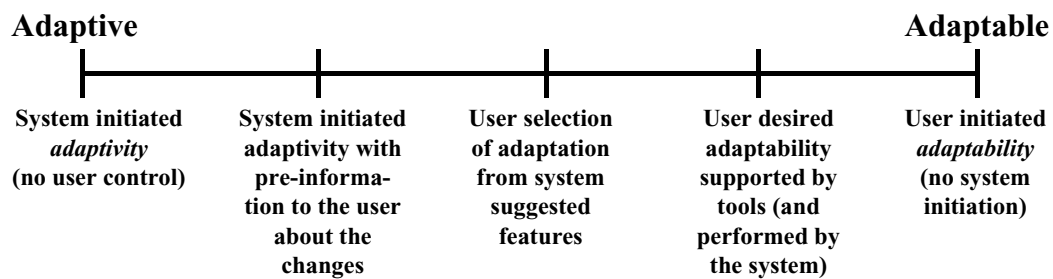 Adaptive
Adaptable
System initiated
adaptivity
(no user control)
System initiated
adaptivity with
pre-informa-
tion to the user
about the
changes
User selection
of adaptation
from system
suggested
features
User desired
adaptability
supported by
tools (and
performed by
the system)
User initiated
adaptability
(no system
initiation)